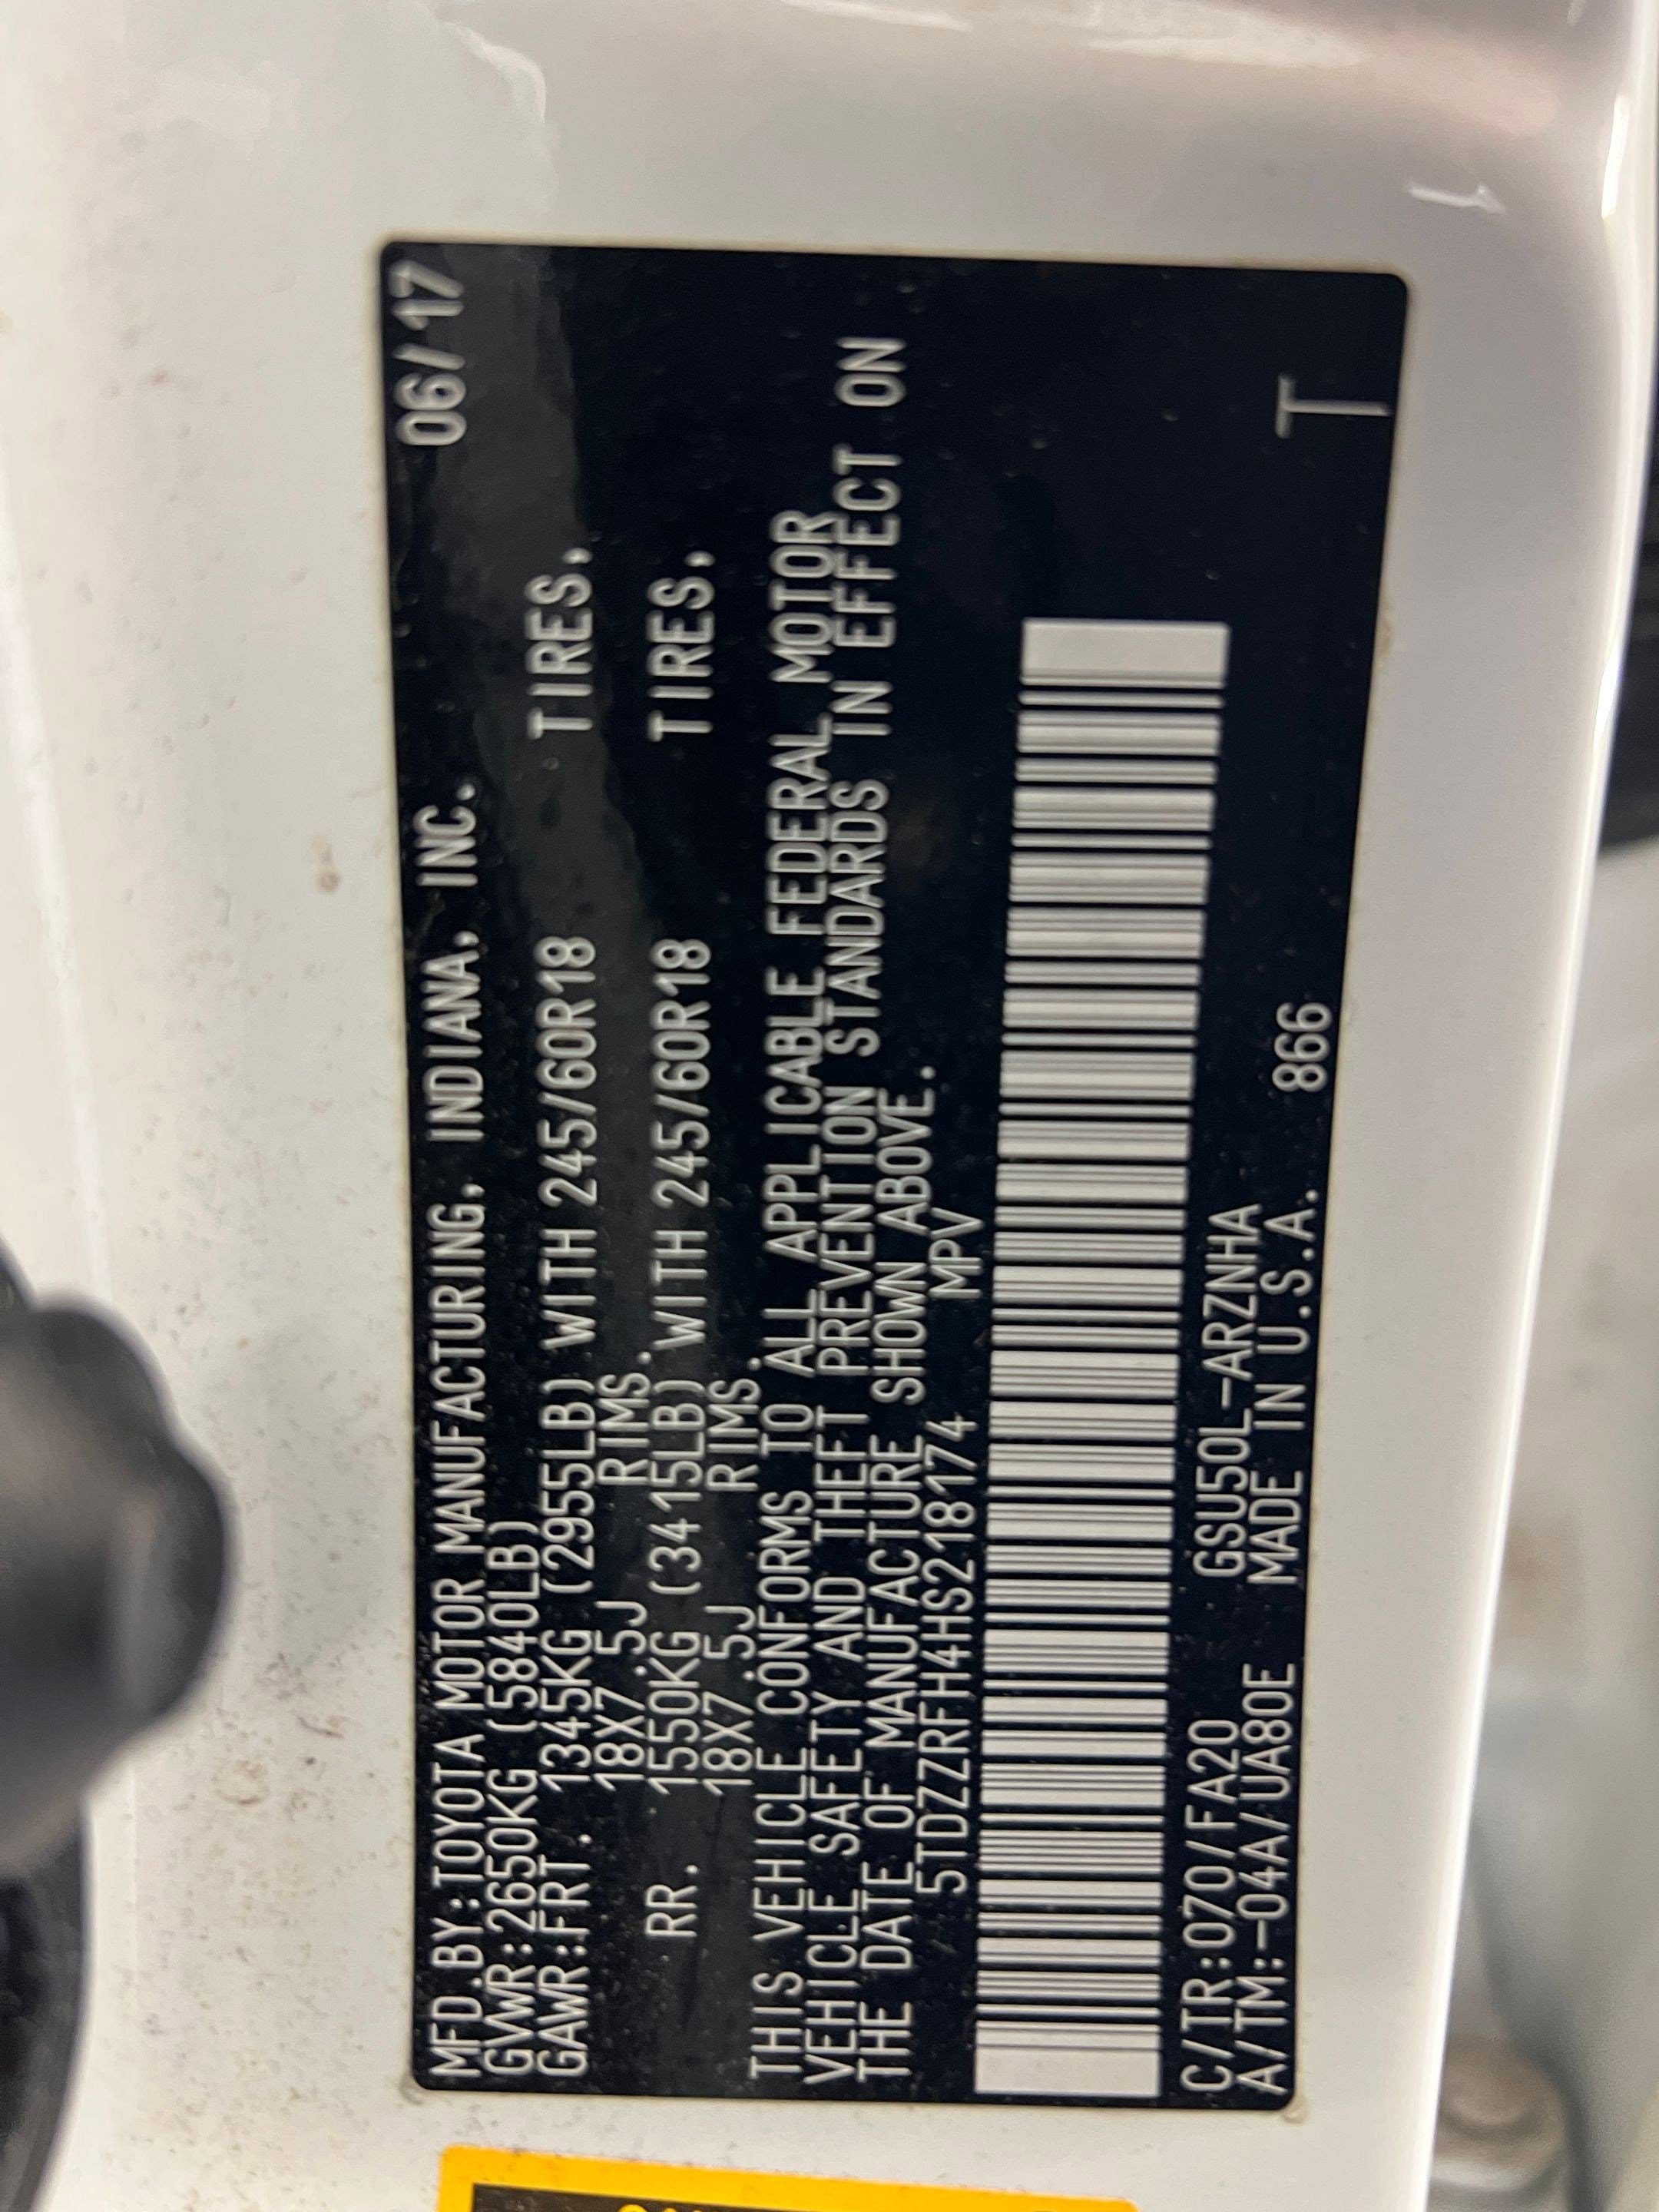 MFD.BY:TOYOTA MOTOR MANUFACTURING, INDIANA, INC. 06/17
GVWR:2650KG (5840LB)
GAWR:FRT. 1345KG (2955LB) WITH 245/60R18 TIRES,
18X7.5J RIMS.
RR. 1550KG (3415LB) WITH 245/60R18 TIRES,
18X7.5J RIMS.
THIS VEHICLE CONFORMS TO ALL APPLICABLE FEDERAL MOTOR
VEHICLE SAFETY AND THEFT PREVENTION STANDARDS IN EFFECT ON
THE DATE OF MANUFACTURE SHOWN ABOVE.
5TDZZRFH4HS218174 MPV
C/TR:070/FA20 GSU50L-ARZNHA
A/TM:-04A/UA80E MADE IN U.S.A. 866 T